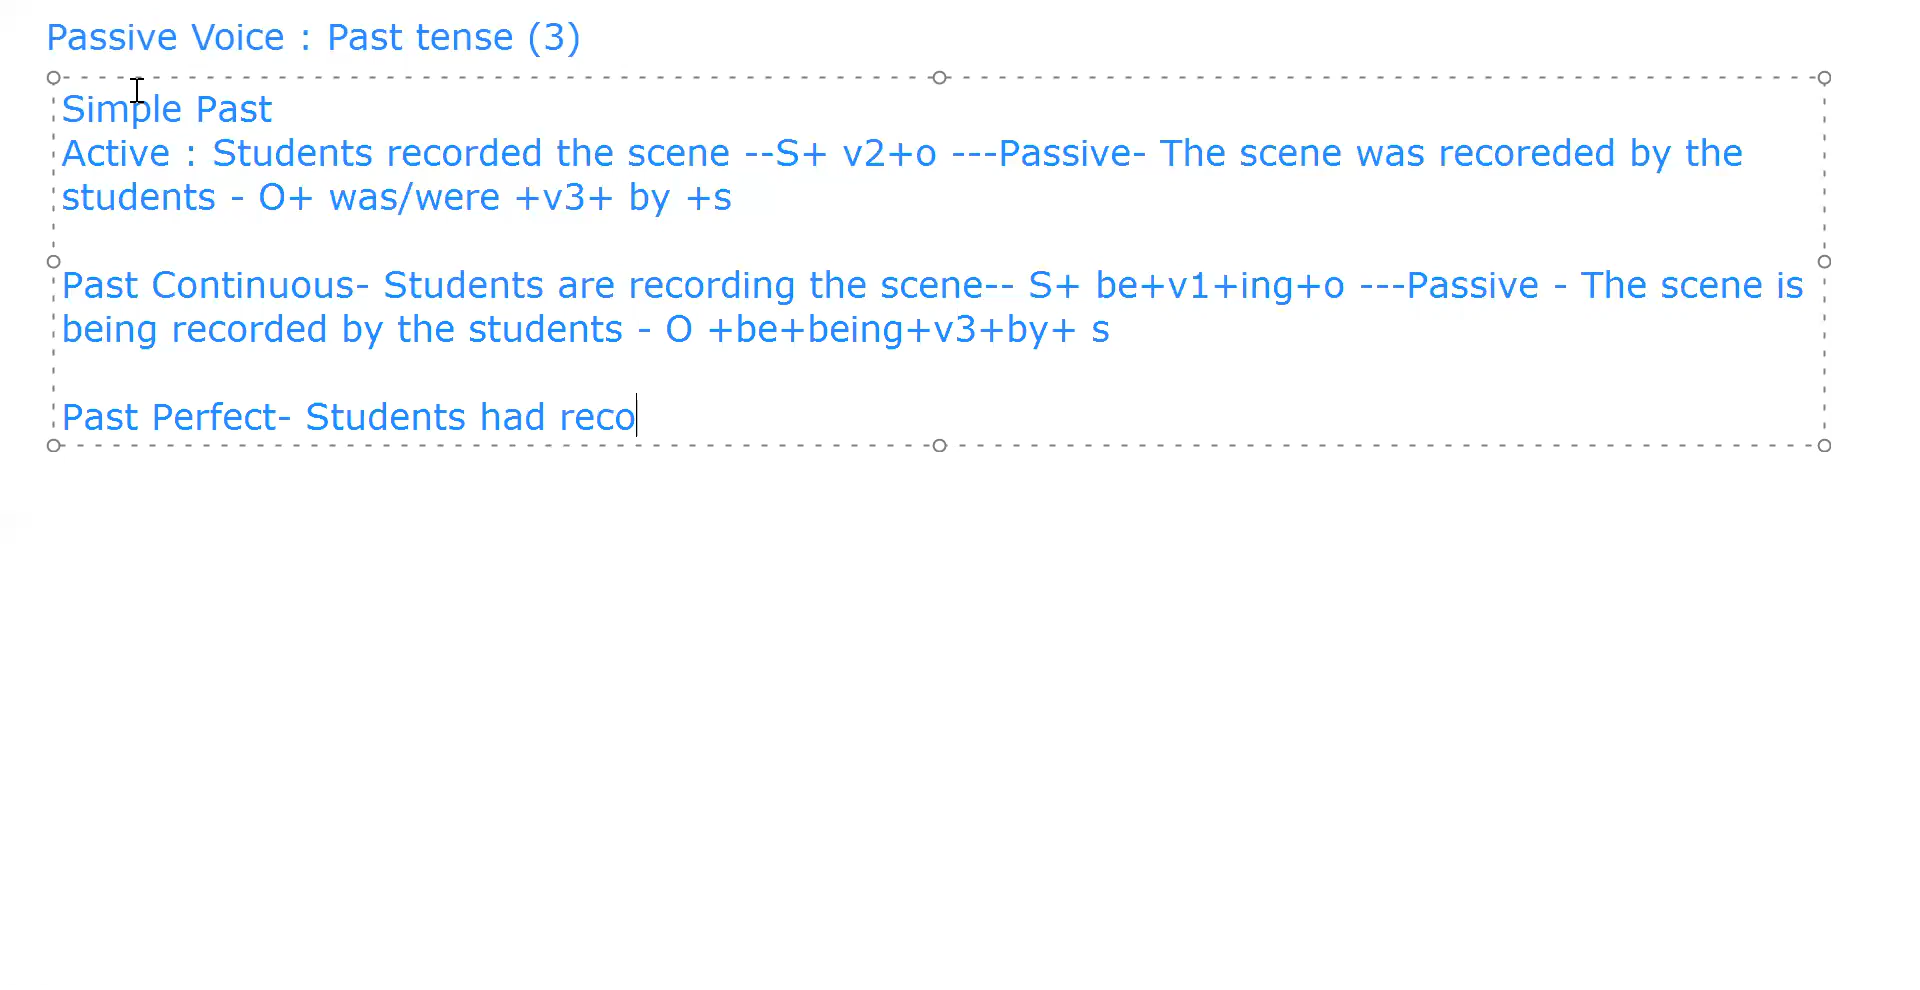 Passive Voice : Past tense (3)
Simple Past
Active : Students recorded the scene --S+ v2+o ---Passive- The scene was recoreded by the
students - O+ was/were +v3+ by +s
Past Continuous- Students are recording the scene-- S+ be+v1+ing+o ---Passive - The scene is
being recorded by the students - O +be+being+v3+by+ s
Past Perfect- Students had reco